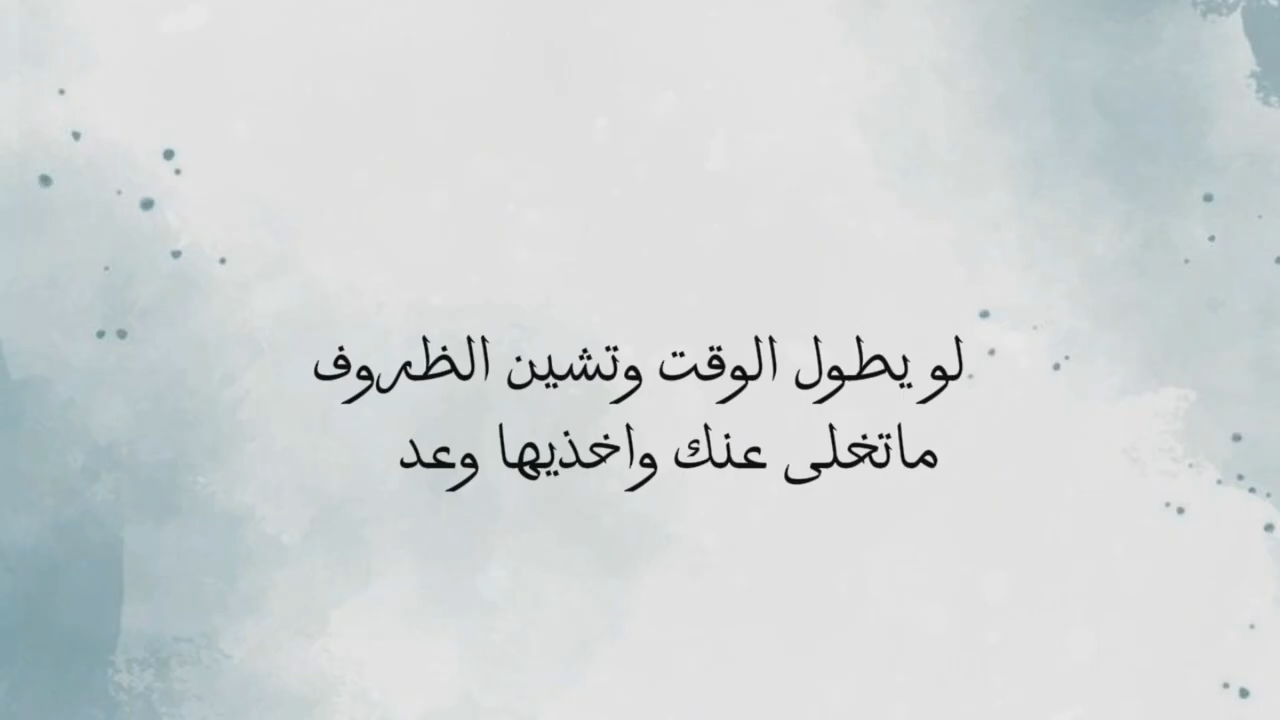 لو يطول الوقت وتشين الظروف
ماتخلى عنك واخذيها وعد